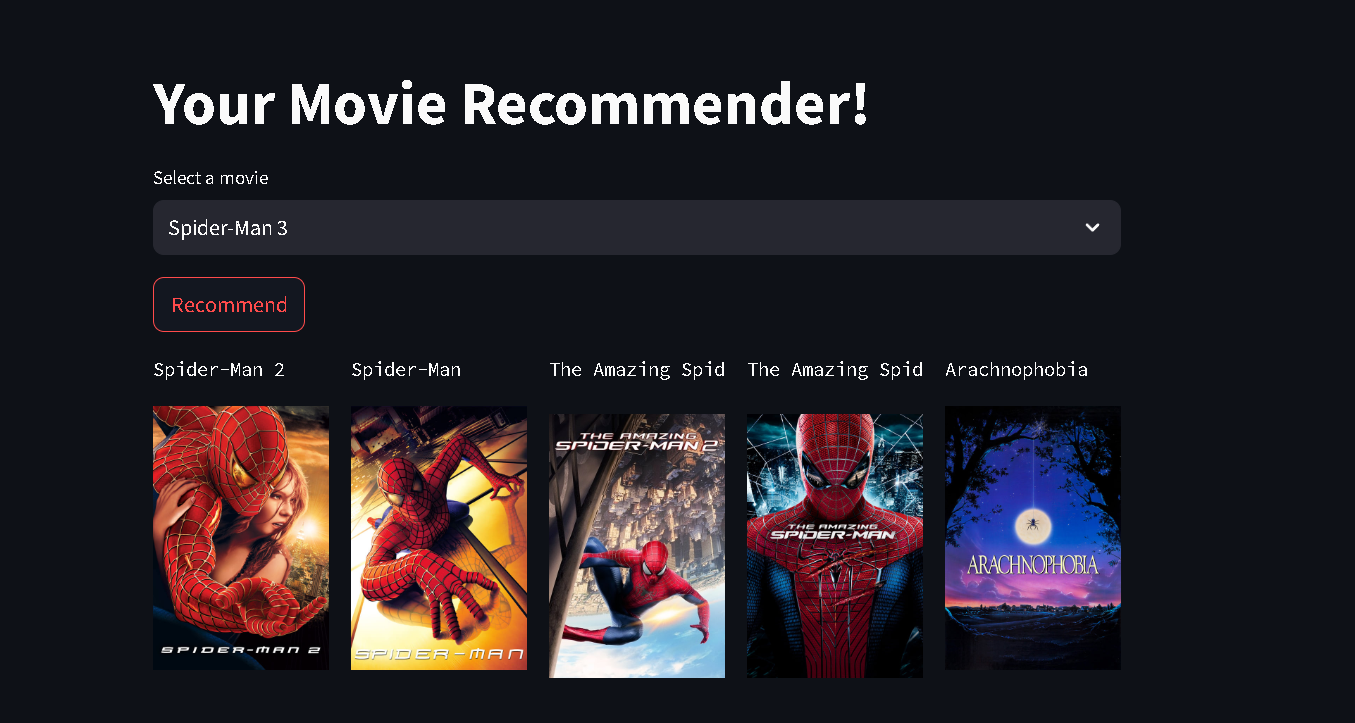 Your Movie Recommender!
Select a movie
Spider-Man 3
Recommend
Spider-Man 2
Spider-Man
The Amazing Spid
The Amazing Spid
Arachnophobia
SPIDER-MAN 2
SPIDER-MAN
THE AMAZING
SPIDER-MAN 2
THE AMAZING
SPIDER-MAN
ARACHNOPHOBIA